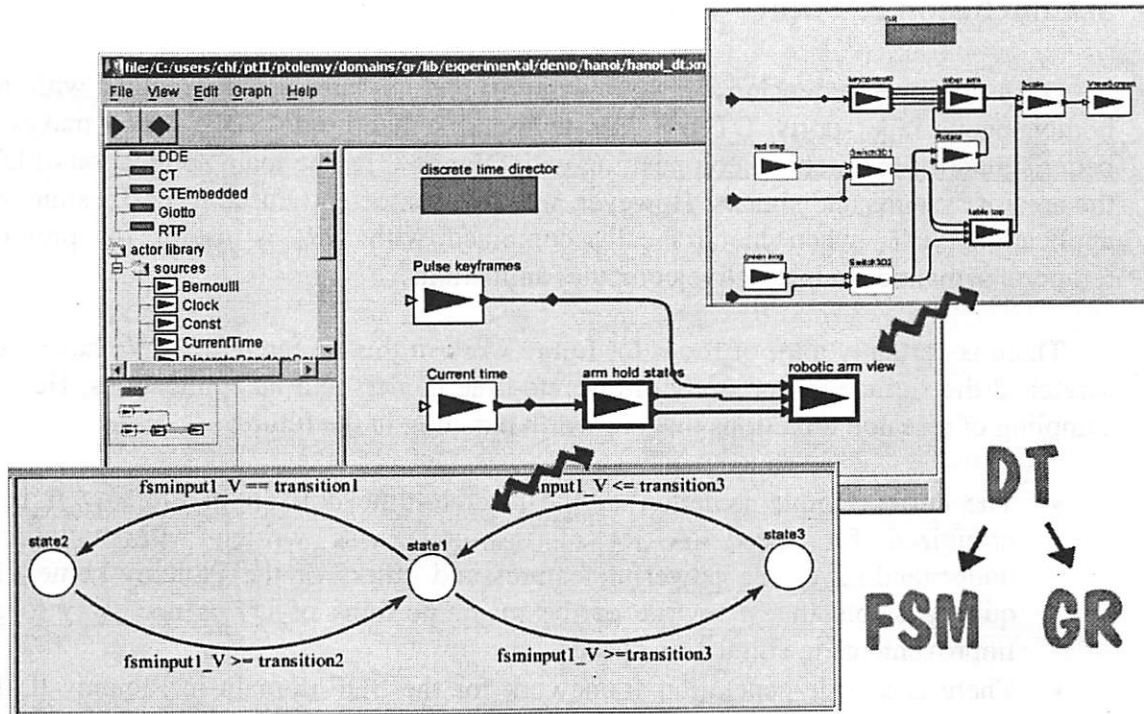 GR
file:/C:/users/chf/ptII/ptolemy/domains/gr/lib/experimental/demo/hanoi/hanoi_dt.xm
File View Edit Graph Help
DDE
CT
CTEmbedded
Giotto
RTP
actor library
sources
Bernoulli
Clock
Const
CurrentTime
discrete time director
Pulse keyframes
Current time
arm hold states
robotic arm view
Scale
ViewScreen
red ring
Rotate
table top
green ring
Switch3D2
fsminput1_V == transition1
input1_V <= transition3
state2
state1
state3
fsminput1_V >= transition2
fsminput1_V >=transition3
DT
FSM GR